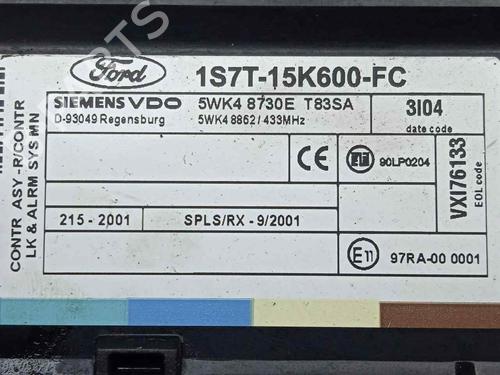 Ford
1S7T-15K600-FC
SIEMENS VDO
D-93049 Regensburg
5WK4 8730E T83SA
5WK4 8862 / 433MHz
3I04
date code
CE
90LP0204
VXI76133
EOL code
215 - 2001
SPLS/RX - 9/2001
E11
97RA-00 0001
CONTR ASY -R/CONTR
LK & ALRM SYS MN
PARTS